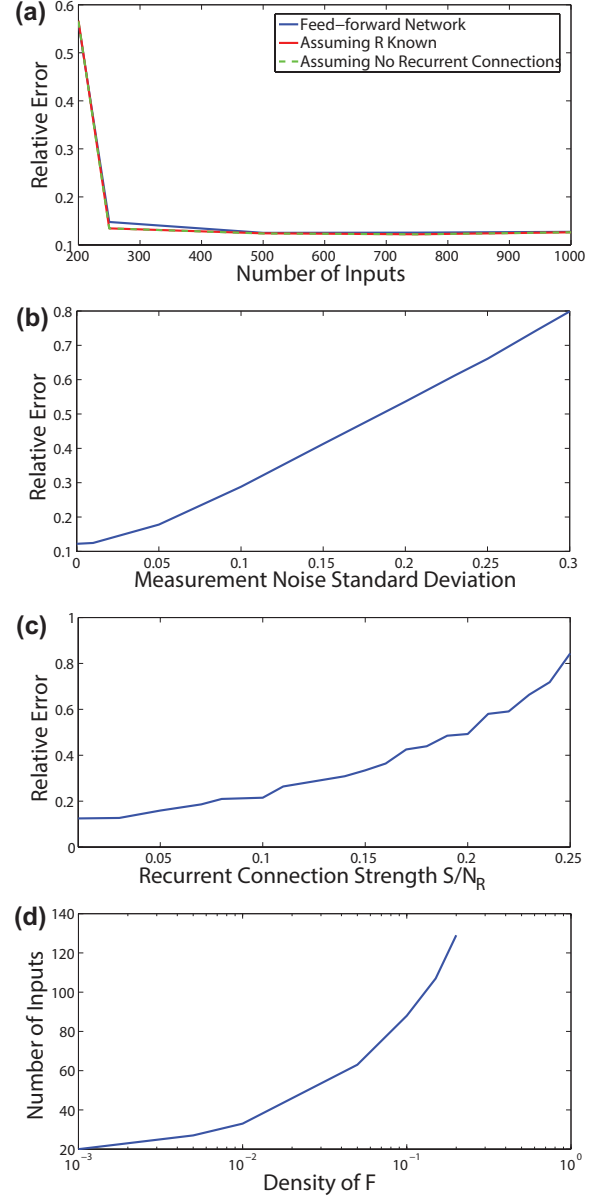 (a)
0.6
0.5
0.4
0.3
0.2
0.1
Relative Error
Feed−forward Network
Assuming R Known
Assuming No Recurrent Connections
200 300 400 500 600 700 800 900 1000
Number of Inputs
(b)
0.8
0.7
0.6
0.5
0.4
0.3
0.2
0.1
Relative Error
0 0.05 0.1 0.15 0.2 0.25 0.3
Measurement Noise Standard Deviation
(c)
1
0.8
0.6
0.4
0.2
0
Relative Error
0.05 0.1 0.15 0.2 0.25
Recurrent Connection Strength S/N_R
(d)
140
120
100
80
60
40
20
Number of Inputs
10^−3 10^−2 10^−1 10^0
Density of F